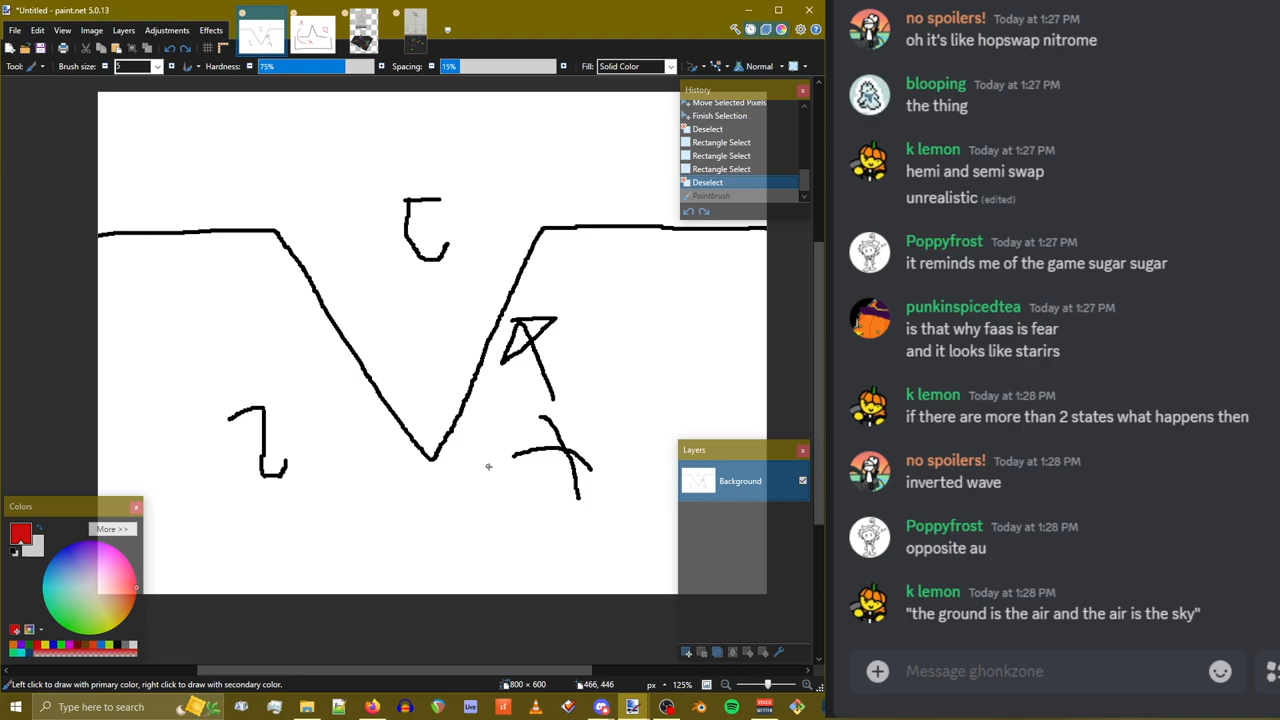 *Untitled - paint.net 5.0.13
File Edit View Image Layers Adjustments Effects
Tool: Brush size: 5 Hardness: 75% Spacing: 15% Fill: Solid Color Normal
History
Move Selected Pixels
Finish Selection
Deselect
Rectangle Select
Rectangle Select
Rectangle Select
Deselect
Paintbrush
Layers
Background
Colors
More >>
Left click to draw with primary color, right click to draw with secondary color.
800 × 600
466, 446
px
125%
Type here to search
Live
no spoilers! Today at 1:27 PM
oh it's like hopswap nitrome
blooping Today at 1:27 PM
the thing
k lemon Today at 1:27 PM
hemi and semi swap
unrealistic (edited)
Poppyfrost Today at 1:27 PM
it reminds me of the game sugar sugar
punkinspicedtea Today at 1:27 PM
is that why faas is fear
and it looks like starirs
k lemon Today at 1:28 PM
if there are more than 2 states what happens then
no spoilers! Today at 1:28 PM
inverted wave
Poppyfrost Today at 1:28 PM
opposite au
k lemon Today at 1:28 PM
"the ground is the air and the air is the sky"
Message ghonkzone